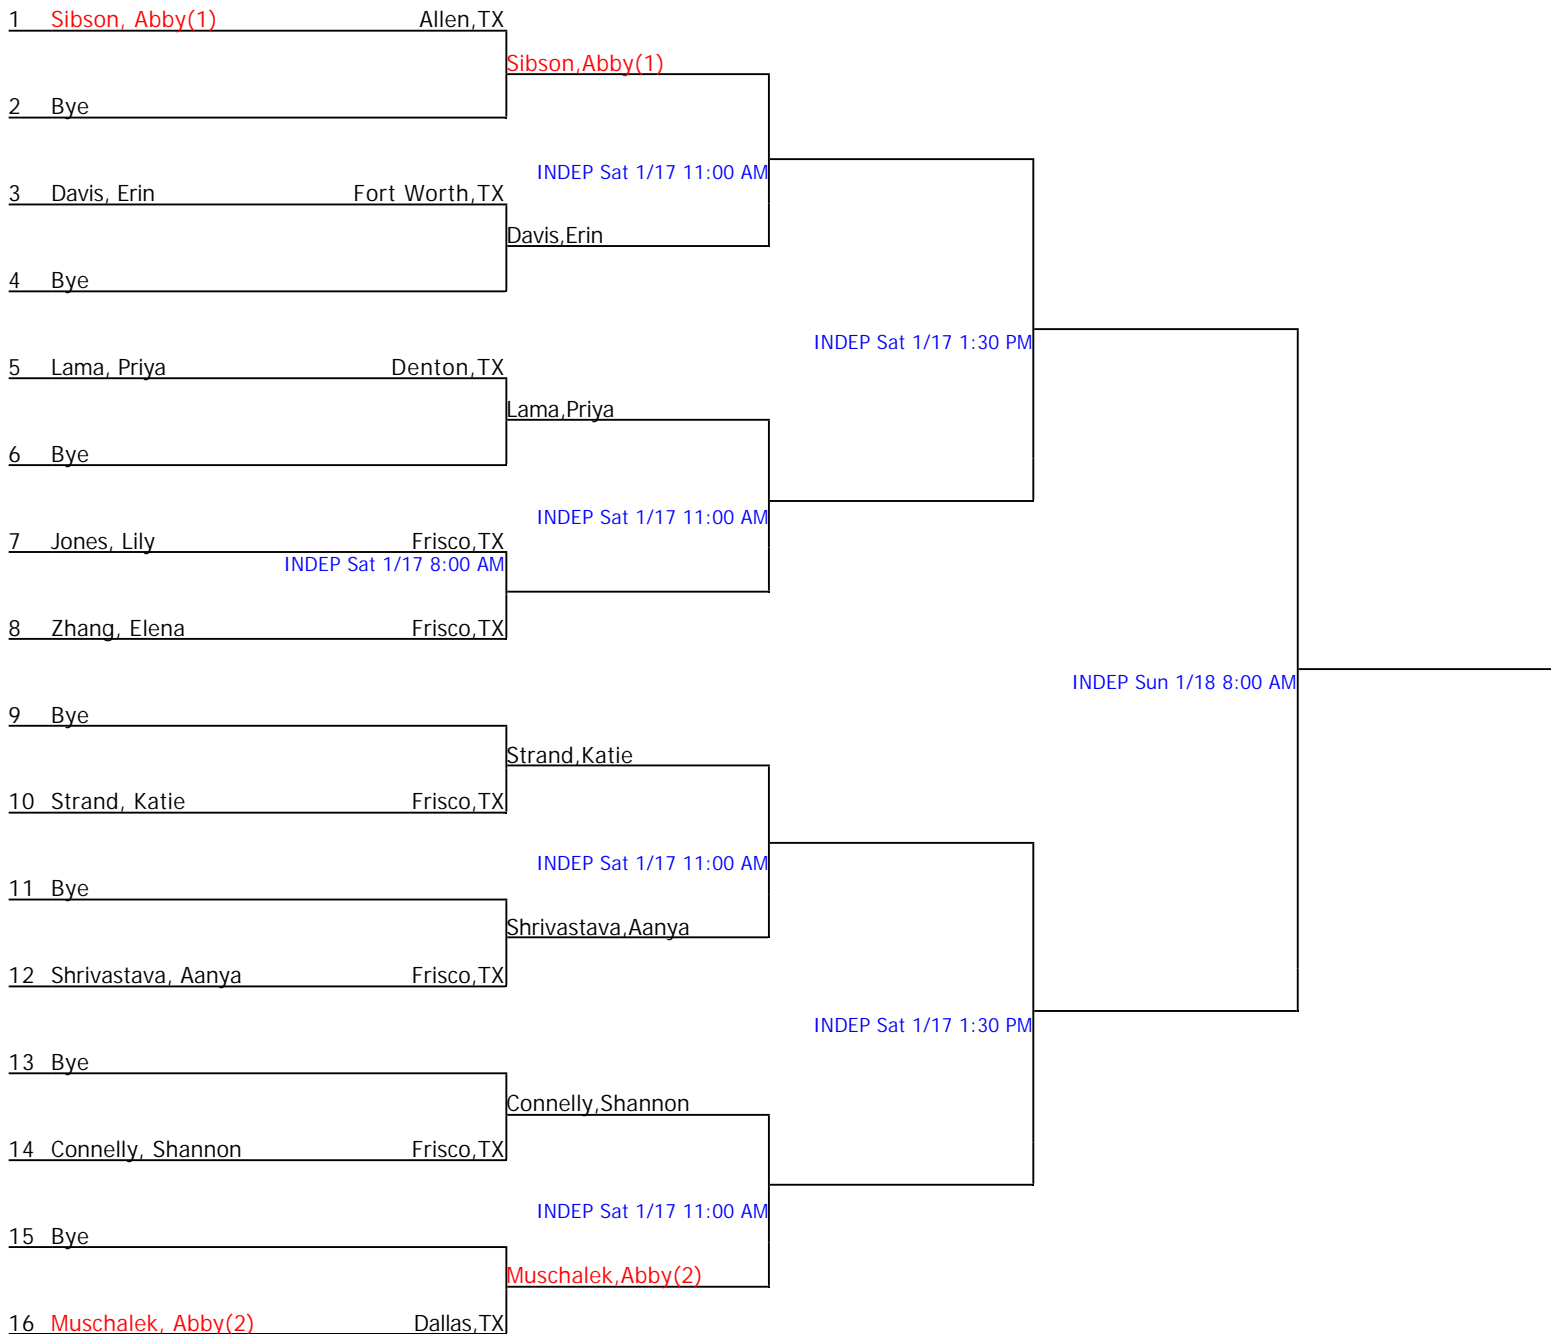 1 Sibson, Abby(1) Allen,TX
Sibson,Abby(1)
2 Bye
INDEP Sat 1/17 11:00 AM
3 Davis, Erin Fort Worth,TX
Davis,Erin
4 Bye
INDEP Sat 1/17 1:30 PM
5 Lama, Priya Denton,TX
Lama,Priya
6 Bye
INDEP Sat 1/17 11:00 AM
7 Jones, Lily Frisco,TX
INDEP Sat 1/17 8:00 AM
8 Zhang, Elena Frisco,TX
INDEP Sun 1/18 8:00 AM
9 Bye
Strand,Katie
10 Strand, Katie Frisco,TX
INDEP Sat 1/17 11:00 AM
11 Bye
Shrivastava,Aanya
12 Shrivastava, Aanya Frisco,TX
INDEP Sat 1/17 1:30 PM
13 Bye
Connelly,Shannon
14 Connelly, Shannon Frisco,TX
INDEP Sat 1/17 11:00 AM
15 Bye
Muschalek,Abby(2)
16 Muschalek, Abby(2) Dallas,TX